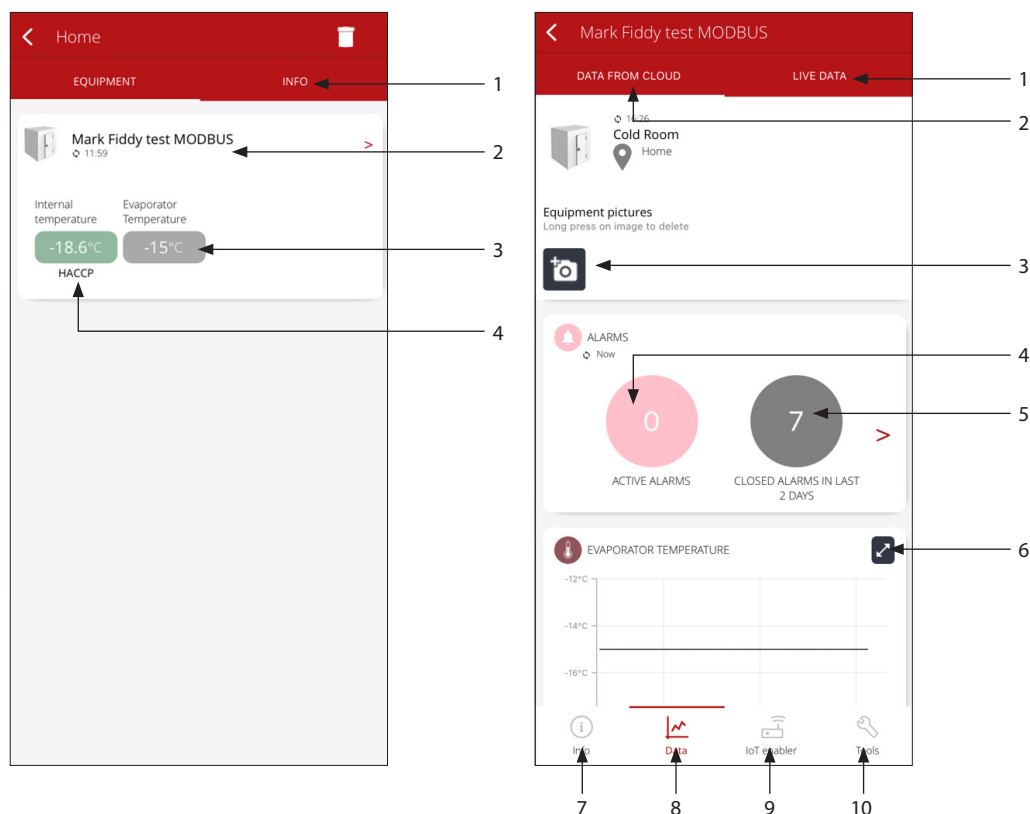 Home
EQUIPMENT INFO
Mark Fiddy test MODBUS >
11:59
Internal temperature Evaporator Temperature
-18.6°C -15°C
HACCP
1
2
3
4
Mark Fiddy test MODBUS
DATA FROM CLOUD LIVE DATA
16:26
Cold Room
Home
Equipment pictures
Long press on image to delete
ALARMS
Now
0 7 >
ACTIVE ALARMS CLOSED ALARMS IN LAST
2 DAYS
EVAPORATOR TEMPERATURE
-12°C
-14°C
-16°C
Info Data IoT enabler Tools
1
2
3
4
5
6
7 8 9 10